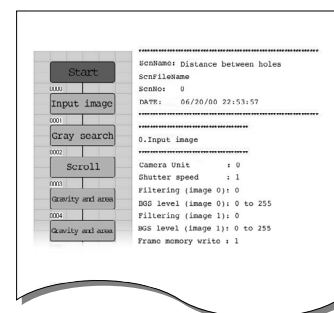 Start
0000
Input image
0001
Gray search
0002
Scroll
0003
Gravity and area
0004
Gravity and area
ScnName: Distance between holes
ScnFileName
ScnNo: 0
DATE: 06/20/00 22:53:57
0.Input image
Camera Unit : 0
Shutter speed : 1
Filtering (image 0): 0
BGS level (image 0): 0 to 255
Filtering (image 1): 0
BGS level (image 1): 0 to 255
Frame memory write : 1